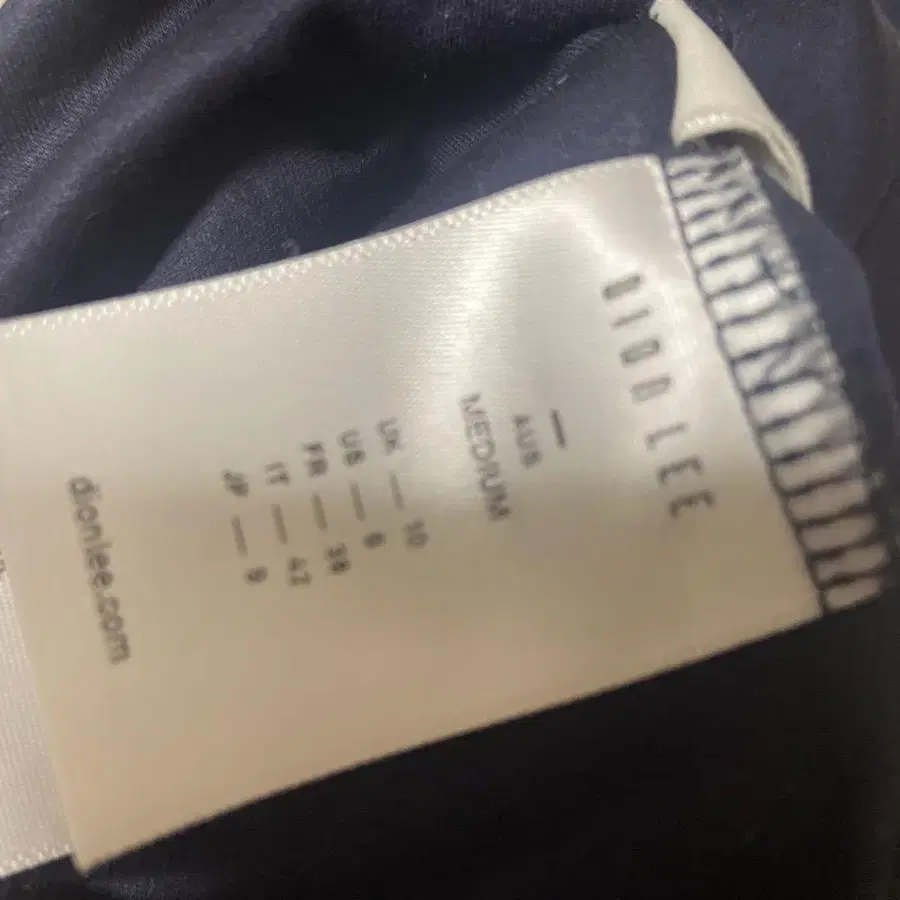 DION LEE
—
AUS
MEDIUM
UK — 10
US — 6
FR — 38
IT — 42
JP — 9
dionlee.com